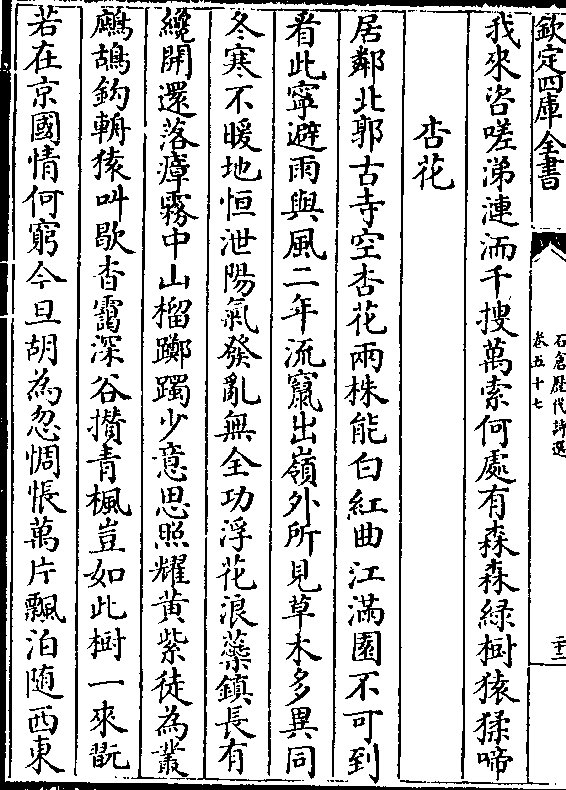 欽定四庫全書
石倉歷代詩選
卷五十七
二十二
我來咨嗟涕漣洏千搜萬索何處有森森綠樹猿猱啼
杏花
居鄰北郭古寺空杏花兩株能白紅曲江滿園不可到
看此寧避雨與風二年流竄出嶺外所見草木多異同
冬寒不暖地恒泄陽氣發亂無全功浮花浪蘂鎮長有
纔開還落瘴霧中山榴躑躅少意思照耀黃紫徒為叢
鷓鴣鈎輈猿叫歇杳靄深谷攅青楓豈如此樹一來翫
若在京國情何窮今旦胡為忽惆悵萬片飄泊随西東